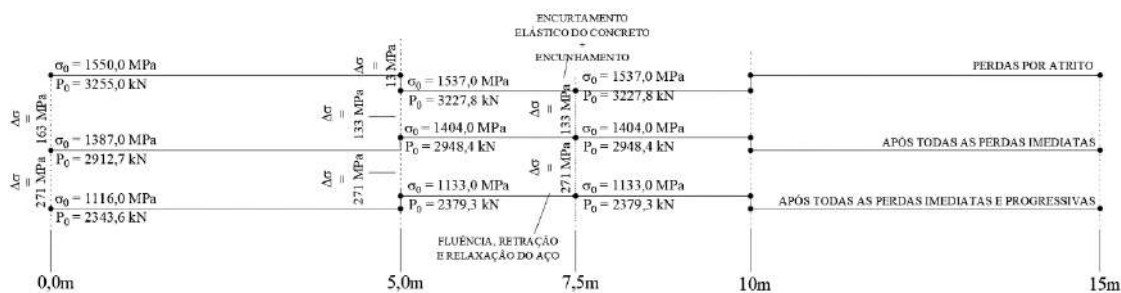 ENCURTAMENTO
ELÁSTICO DO CONCRETO
+
ENCUNHAMENTO
σ₀ = 1550,0 MPa
P₀ = 3255,0 kN
Δσ = 13 MPa
σ₀ = 1537,0 MPa
P₀ = 3227,8 kN
σ₀ = 1537,0 MPa
P₀ = 3227,8 kN
PERDAS POR ATRITO
Δσ = 163 MPa
Δσ = 133 MPa
Δσ = 133 MPa
σ₀ = 1387,0 MPa
P₀ = 2912,7 kN
σ₀ = 1404,0 MPa
P₀ = 2948,4 kN
σ₀ = 1404,0 MPa
P₀ = 2948,4 kN
APÓS TODAS AS PERDAS IMEDIATAS
Δσ = 271 MPa
Δσ = 271 MPa
Δσ = 271 MPa
σ₀ = 1116,0 MPa
P₀ = 2343,6 kN
σ₀ = 1133,0 MPa
P₀ = 2379,3 kN
σ₀ = 1133,0 MPa
P₀ = 2379,3 kN
APÓS TODAS AS PERDAS IMEDIATAS E PROGRESSIVAS
FLUÊNCIA, RETRAÇÃO
E RELAXAÇÃO DO AÇO
0,0m
5,0m
7,5m
10m
15m